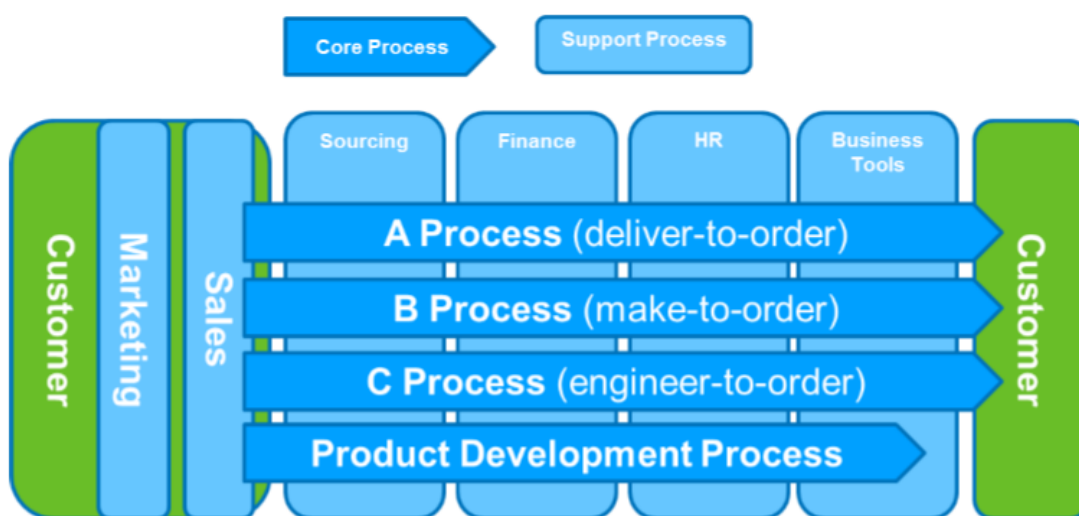 Core Process
Support Process
Sourcing
Finance
HR
Business
Tools
Customer
Marketing
Sales
A Process (deliver-to-order)
B Process (make-to-order)
C Process (engineer-to-order)
Product Development Process
Customer